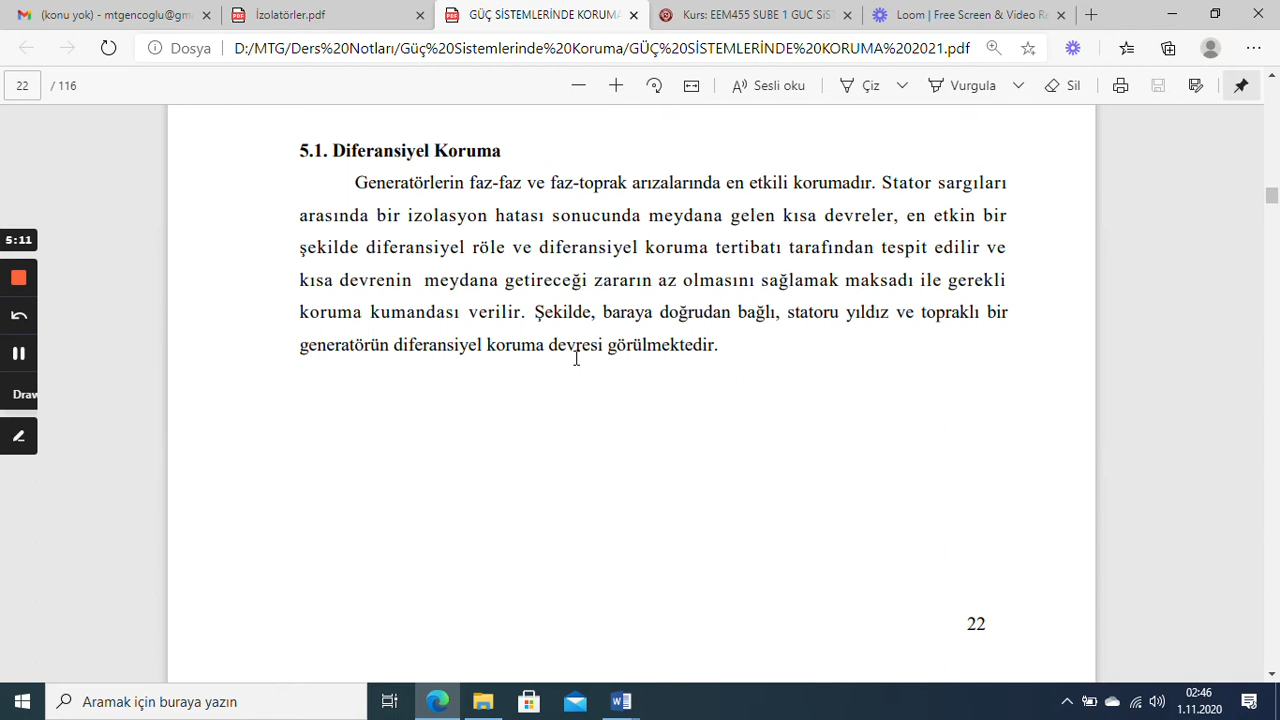 (konu yok) - mtgencoglu@gm
İzolatörler.pdf
GÜÇ SİSTEMLERİNDE KORUMA
Kurs: EEM455 SUBE 1 GUC SiS
Loom | Free Screen & Video Re
Dosya
D:/MTG/Ders%20Notları/Güç%20Sistemlerinde%20Koruma/GÜÇ%20SİSTEMLERİNDE%20KORUMA%202021.pdf
22 / 116
Sesli oku
Çiz
Vurgula
Sil
5.1. Diferansiyel Koruma
Generatörlerin faz-faz ve faz-toprak arızalarında en etkili korumadır. Stator sargıları
arasında bir izolasyon hatası sonucunda meydana gelen kısa devreler, en etkin bir
şekilde diferansiyel röle ve diferansiyel koruma tertibatı tarafından tespit edilir ve
kısa devrenin meydana getireceği zararın az olmasını sağlamak maksadı ile gerekli
koruma kumandası verilir. Şekilde, baraya doğrudan bağlı, statoru yıldız ve topraklı bir
generatörün diferansiyel koruma devresi görülmektedir.
22
5:11
Draw
Aramak için buraya yazın
02:46
1.11.2020